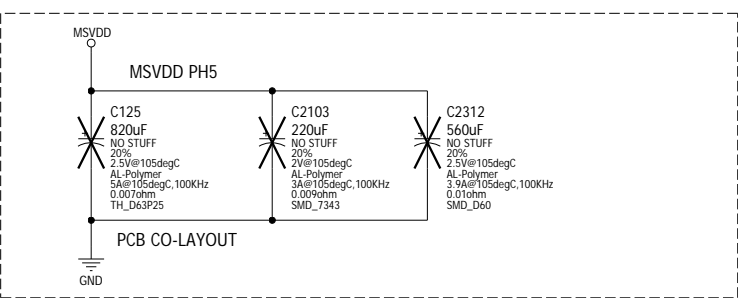 MSVDD
MSVDD PH5
C125
820uF
NO STUFF
20%
2.5V@105degC
AL-Polymer
5A@105degC,100KHz
0.007ohm
TH_D63P25
C2103
220uF
NO STUFF
20%
2V@105degC
AL-Polymer
3A@105degC,100KHz
0.009ohm
SMD_7343
C2312
560uF
NO STUFF
20%
2.5V@105degC
AL-Polymer
3.9A@105degC,100KHz
0.01ohm
SMD_D60
PCB CO-LAYOUT
GND